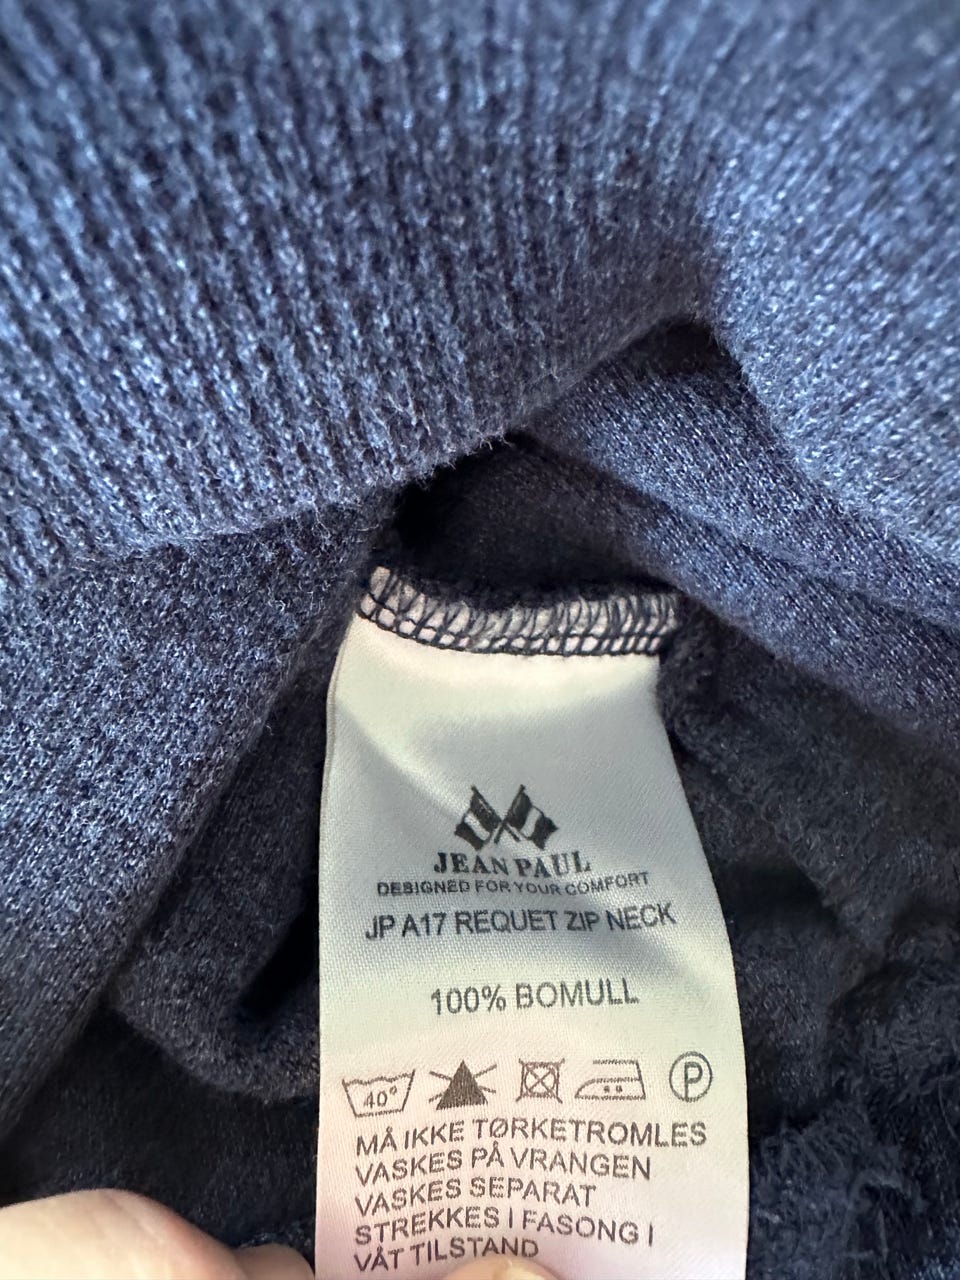 JEAN PAUL
DESIGNED FOR YOUR COMFORT
JP A17 REQUET ZIP NECK
100% BOMULL
40° P
MÅ IKKE TØRKETROMLES
VASKES PÅ VRANGEN
VASKES SEPARAT
STREKKES I FASONG I
VÅT TILSTAND